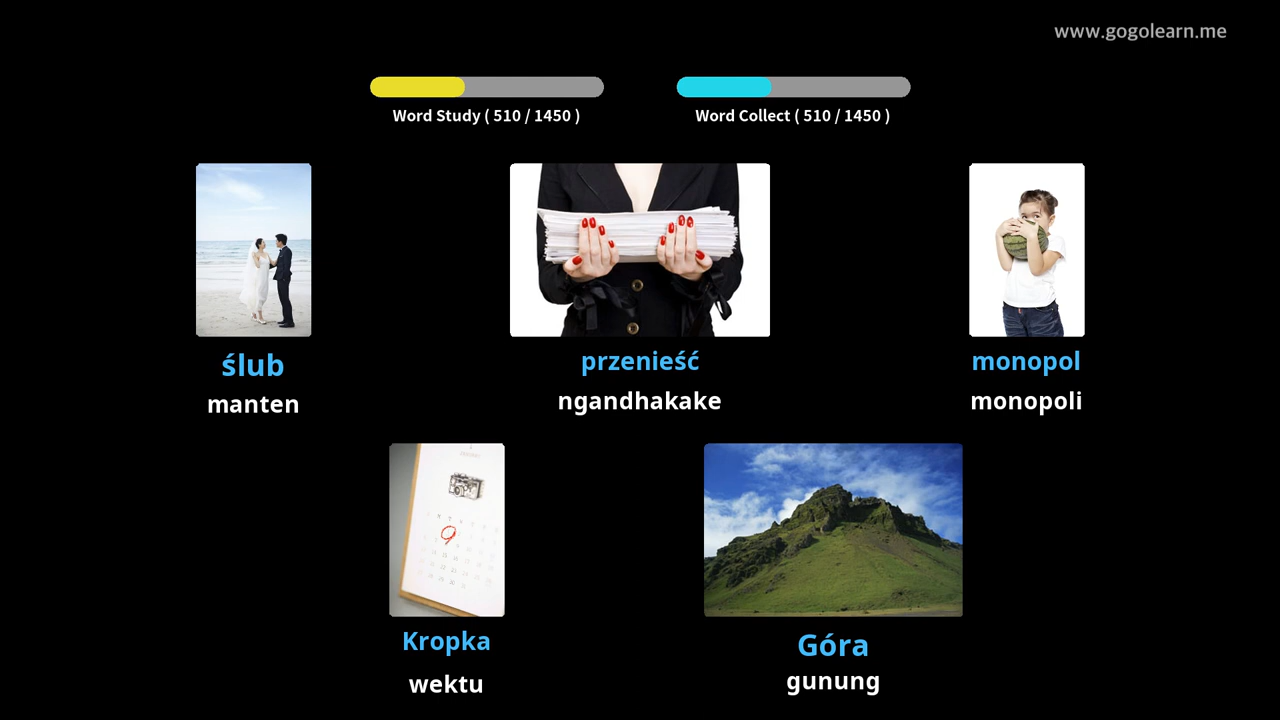 www.gogolearn.me
Word Study ( 510 / 1450 )
Word Collect ( 510 / 1450 )
ślub
manten
przenieść
ngandhakake
monopol
monopoli
Kropka
wektu
Góra
gunung